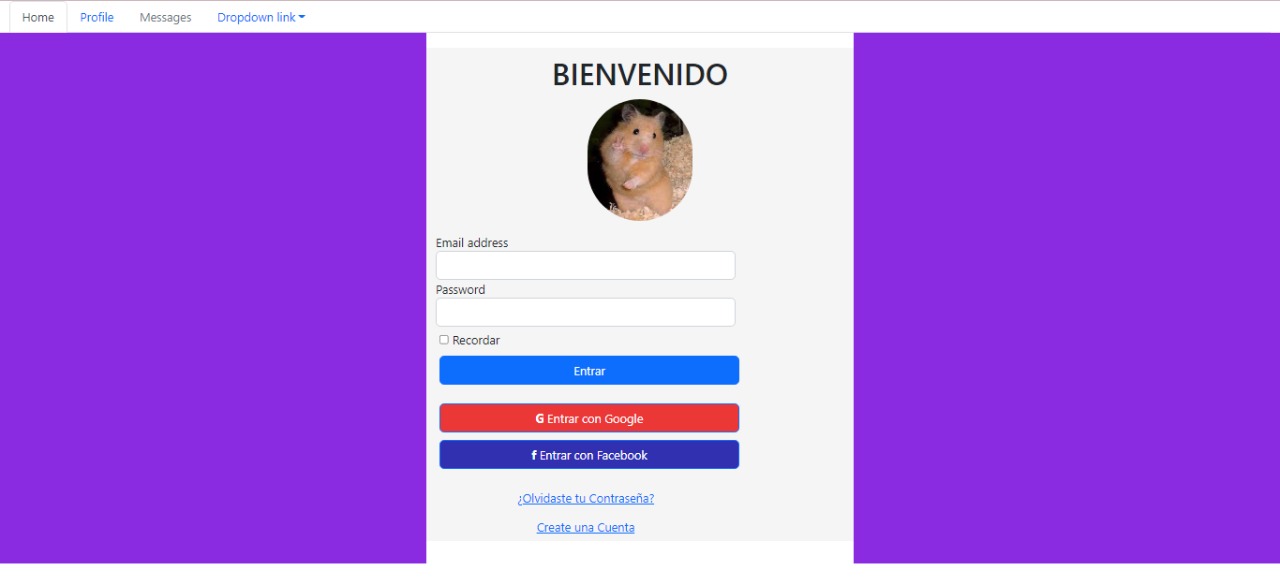 Home Profile Messages Dropdown link
BIENVENIDO
Email address
Password
Recordar
Entrar
G Entrar con Google
f Entrar con Facebook
¿Olvidaste tu Contraseña?
Create una Cuenta